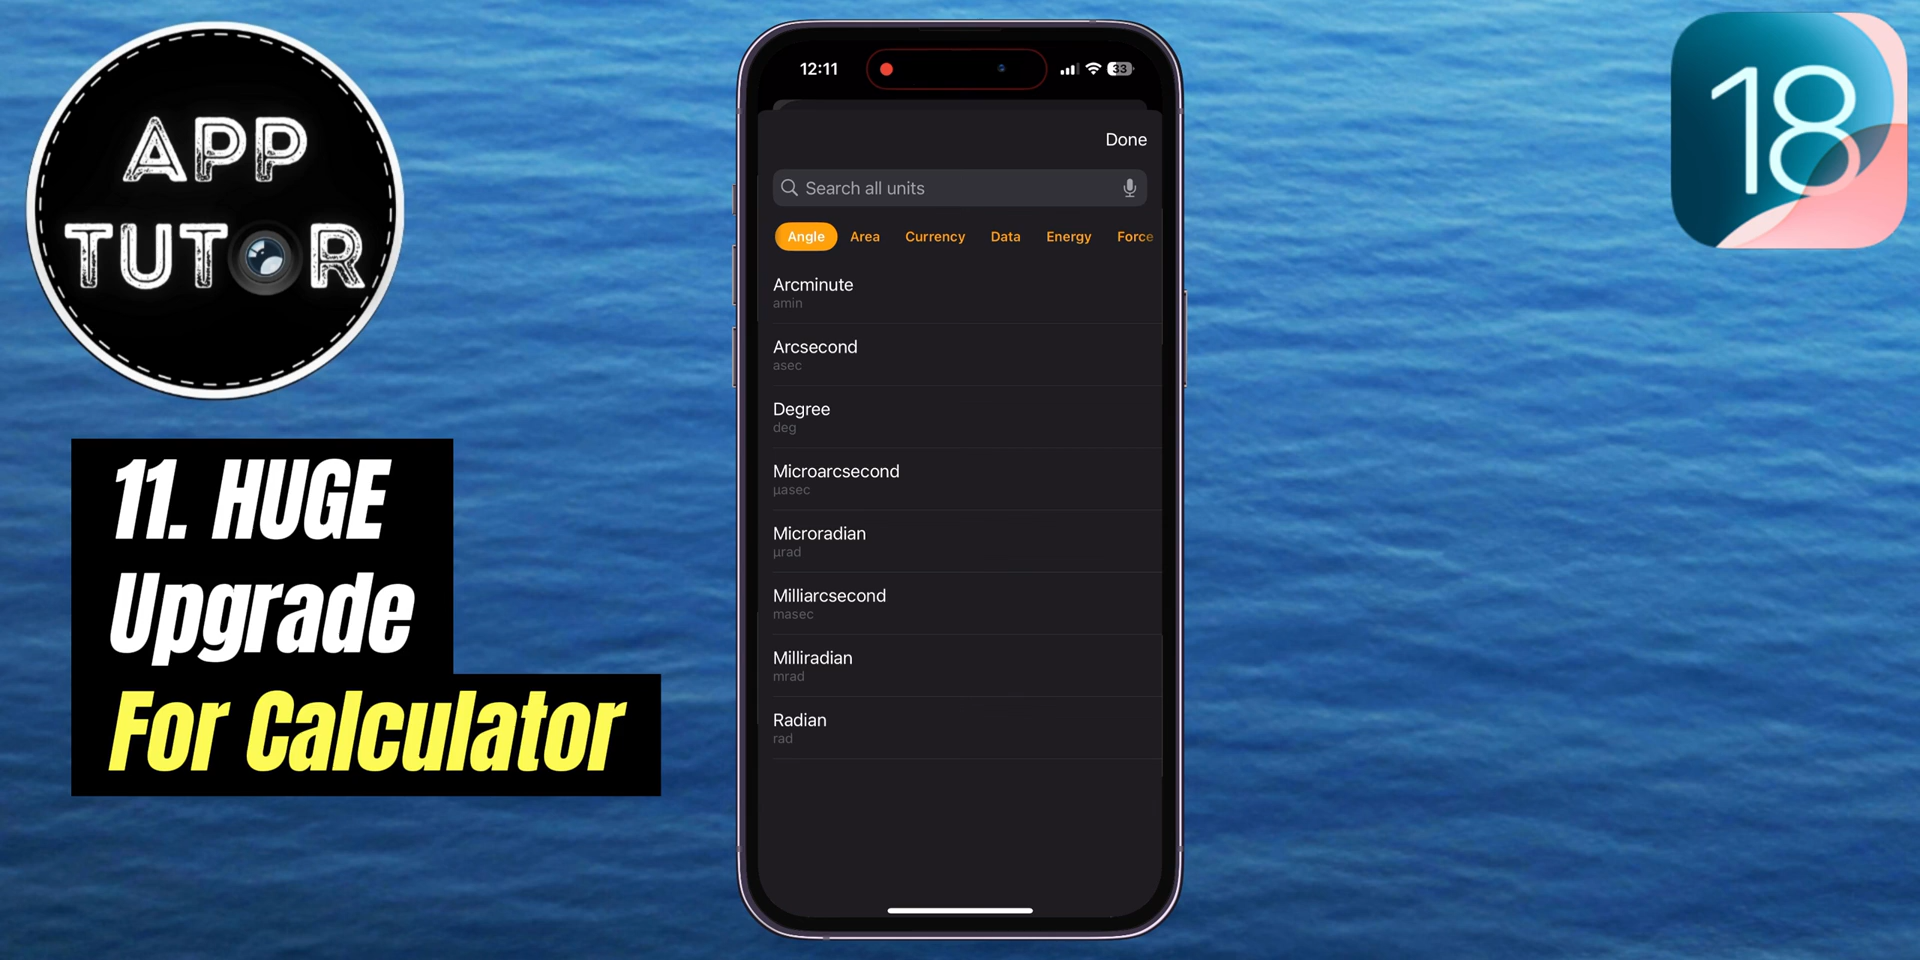 APP
TUTOR
11. HUGE
Upgrade
For Calculator
12:11
33
Done
Search all units
Angle Area Currency Data Energy Force
Arcminute
amin
Arcsecond
asec
Degree
deg
Microarcsecond
µasec
Microradian
µrad
Milliarcsecond
masec
Milliradian
mrad
Radian
rad
18